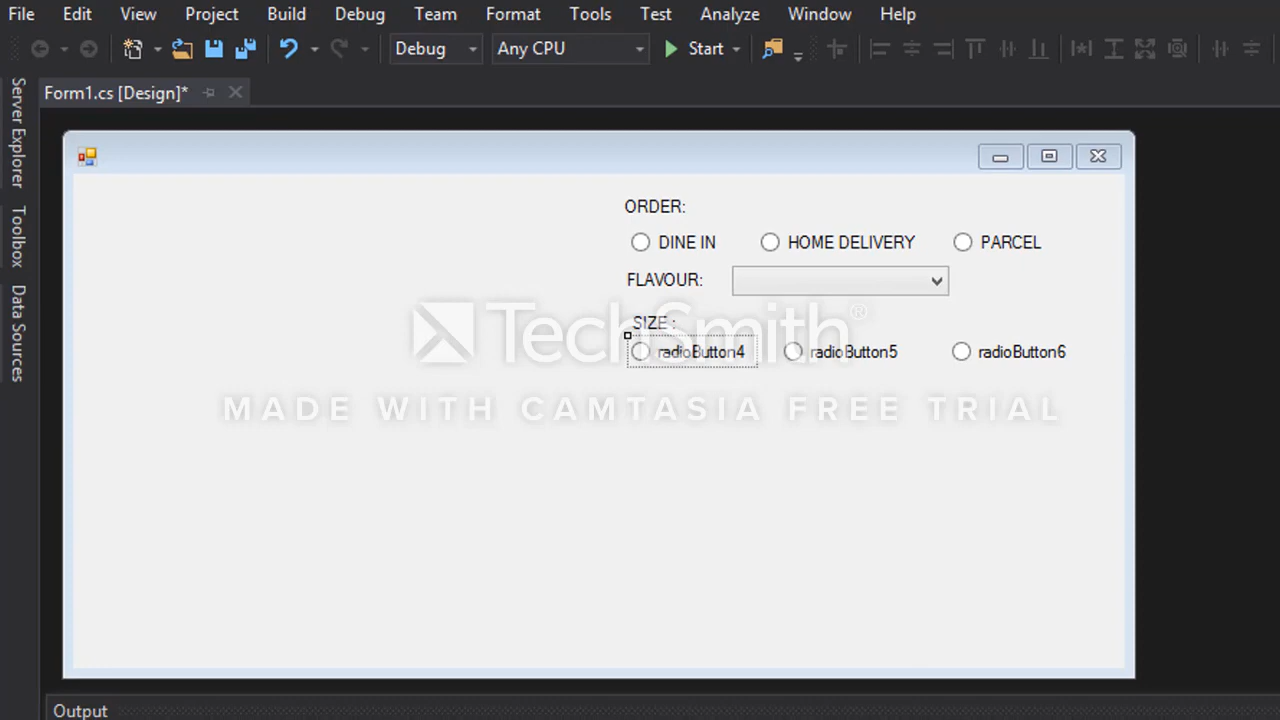 File Edit View Project Build Debug Team Format Tools Test Analyze Window Help
Debug Any CPU Start
Form1.cs [Design]*
Server Explorer
Toolbox
Data Sources
ORDER:
DINE IN HOME DELIVERY PARCEL
FLAVOUR:
SIZE :
radioButton4 radioButton5 radioButton6
TechSmith®
MADE WITH CAMTASIA FREE TRIAL
Output